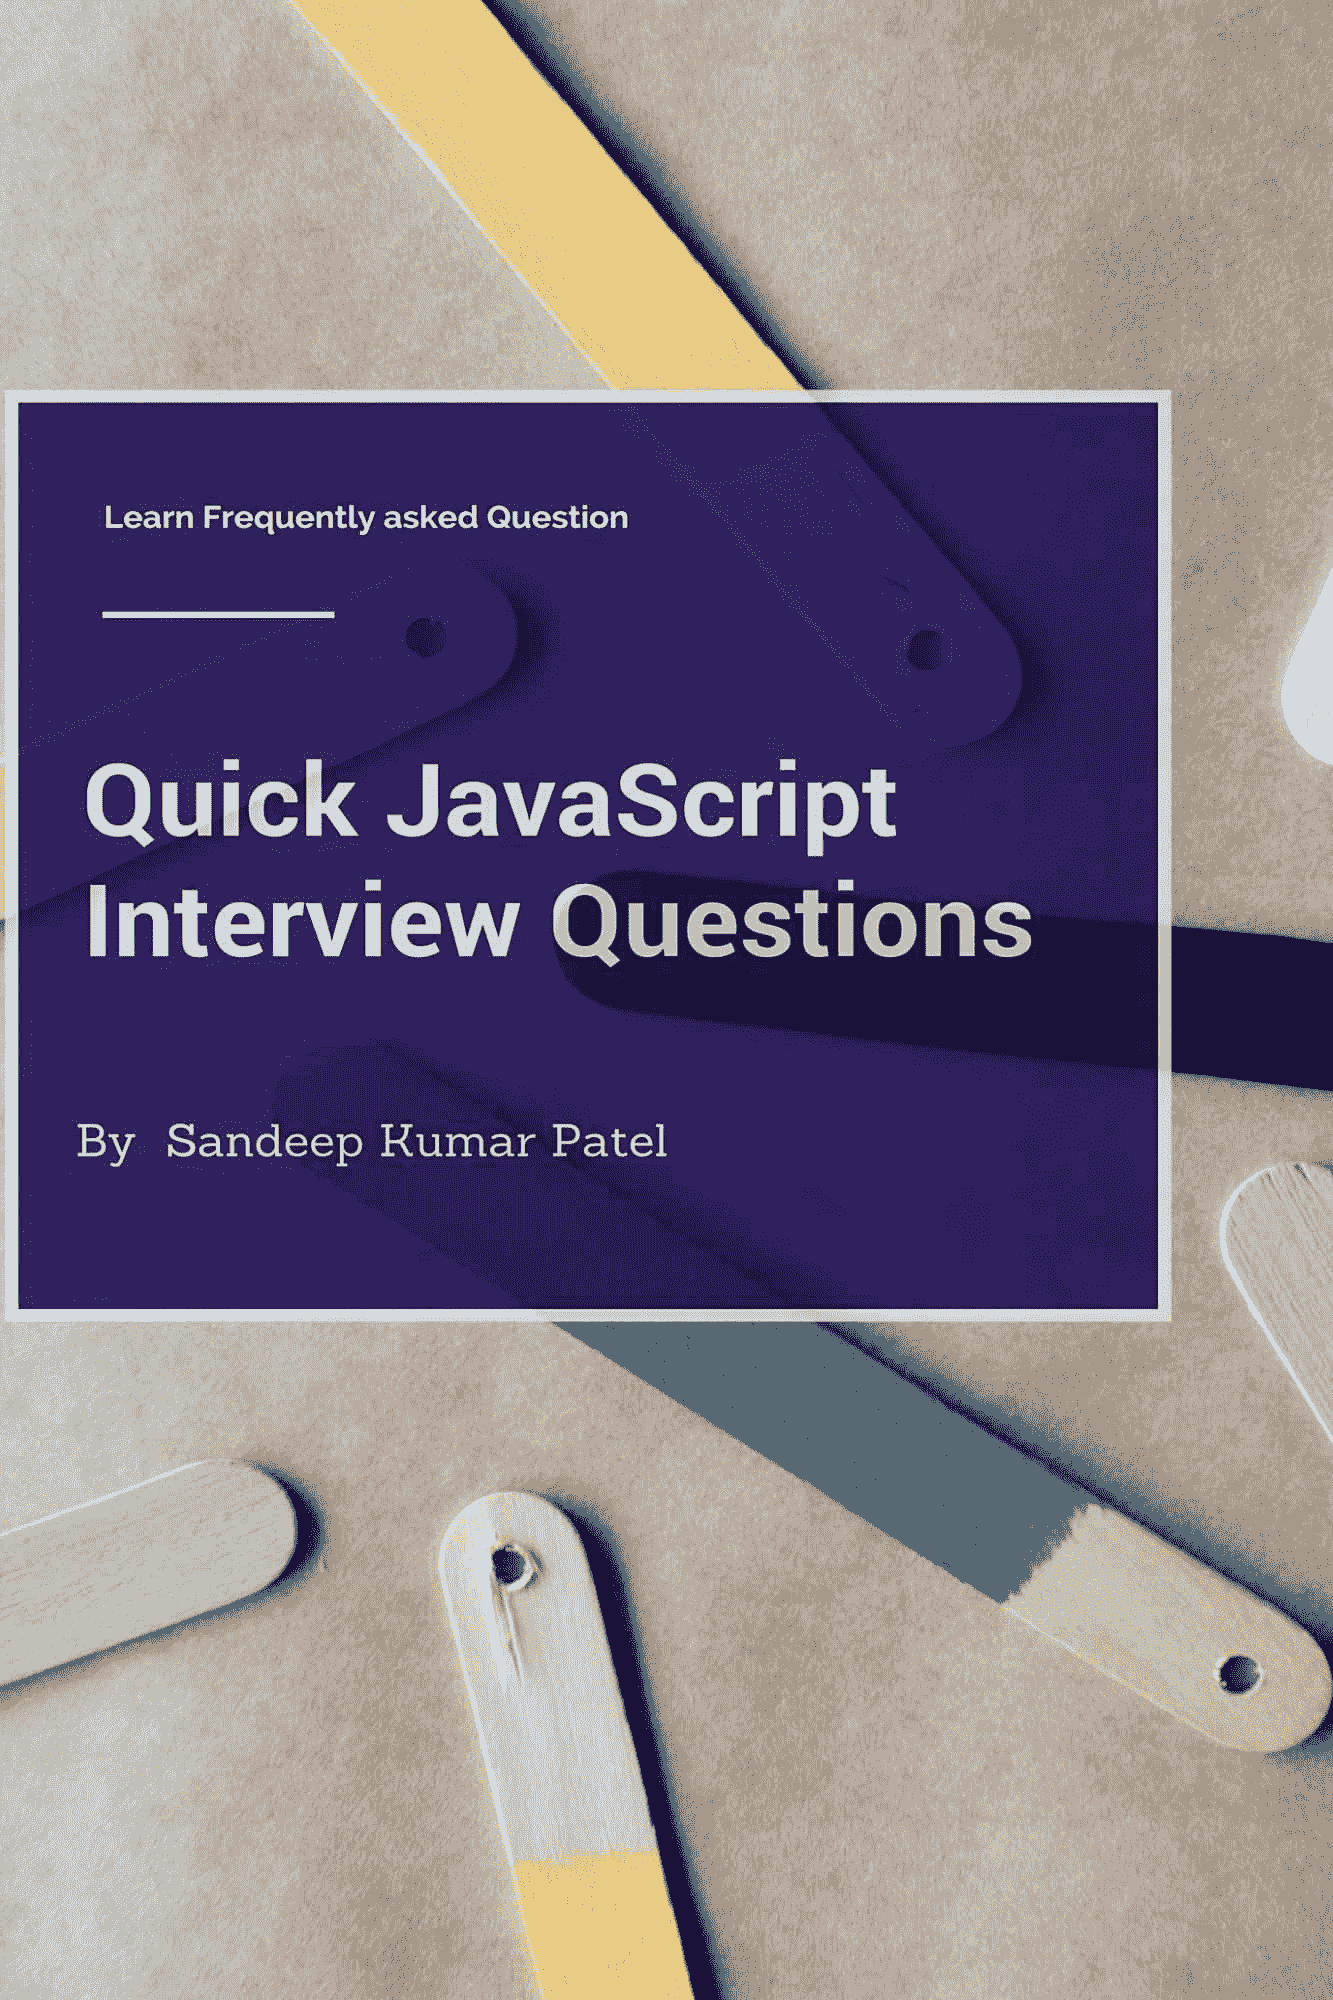 Learn Frequently asked Question
Quick JavaScript
Interview Questions
By Sandeep Kumar Patel